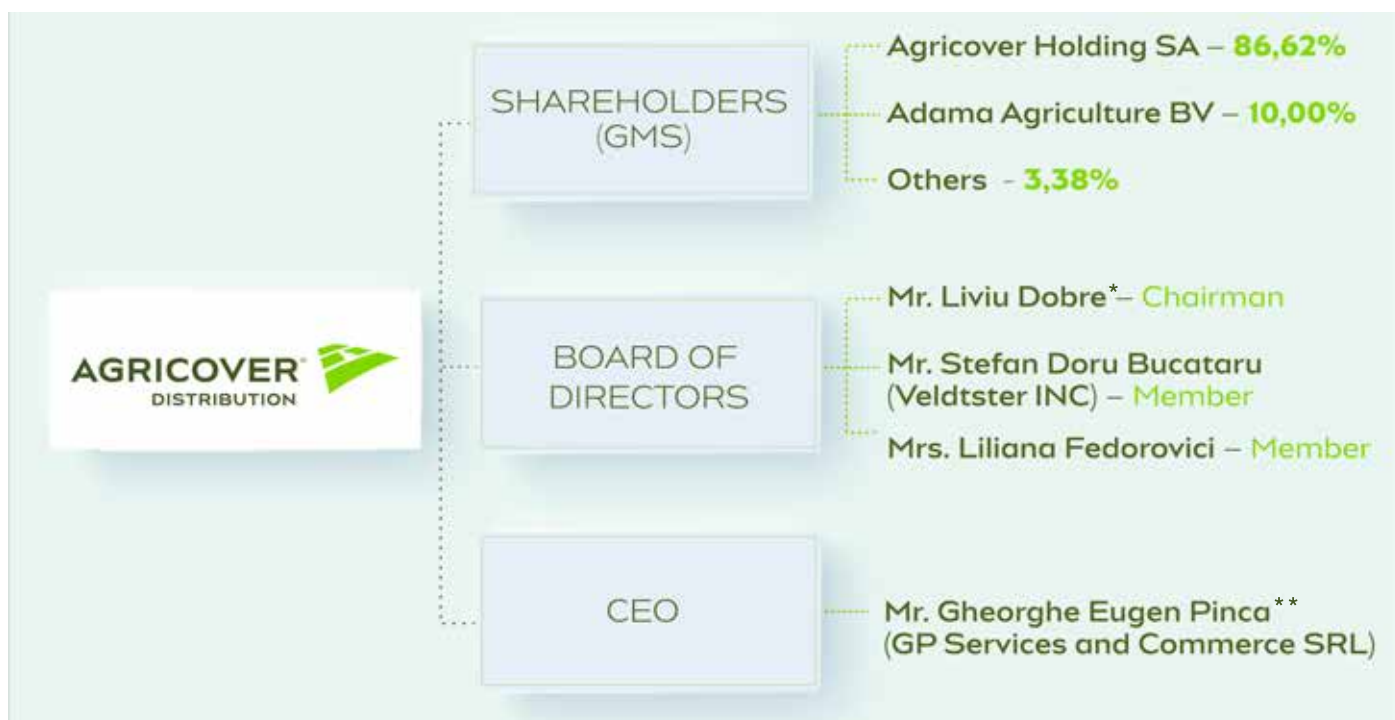 SHAREHOLDERS
(GMS)
Agricover Holding SA – 86,62%
Adama Agriculture BV – 10,00%
Others - 3,38%
AGRICOVER®
DISTRIBUTION
BOARD OF
DIRECTORS
Mr. Liviu Dobre*– Chairman
Mr. Stefan Doru Bucataru
(Veldtster INC) – Member
Mrs. Liliana Fedorovici – Member
CEO
Mr. Gheorghe Eugen Pinca**
(GP Services and Commerce SRL)